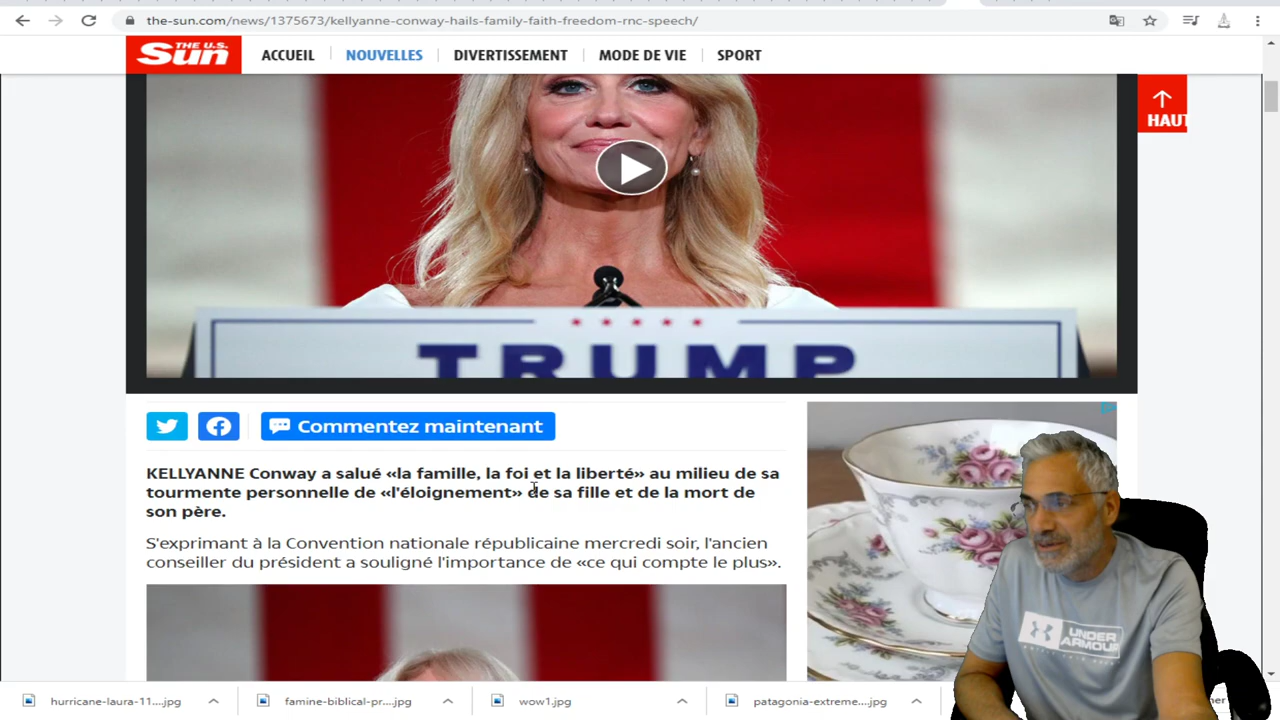 the-sun.com/news/1375673/kellyanne-conway-hails-family-faith-freedom-rnc-speech/
THE U.S. Sun
ACCUEIL
NOUVELLES
DIVERTISSEMENT
MODE DE VIE
SPORT
HAUT
TRUMP
Commentez maintenant
KELLYANNE Conway a salué «la famille, la foi et la liberté» au milieu de sa
tourmente personnelle de «l'éloignement» de sa fille et de la mort de
son père.
S'exprimant à la Convention nationale républicaine mercredi soir, l'ancien
conseiller du président a souligné l'importance de «ce qui compte le plus».
UNDER
ARMOUR
hurricane-laura-11....jpg
famine-biblical-pr....jpg
wow1.jpg
patagonia-extreme....jpg